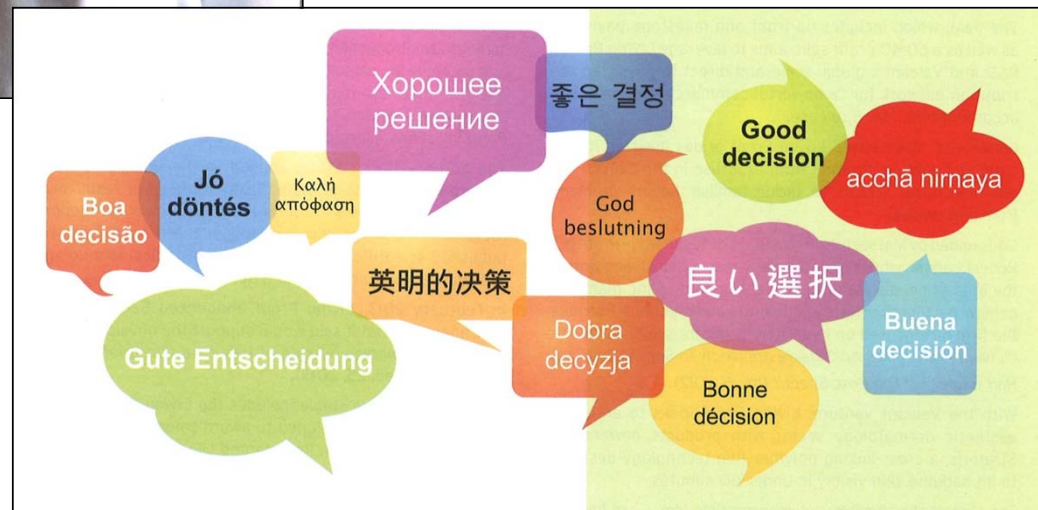 Хорошее
решение
좋은 결정
Good
decision
acchā nirṇaya
Jó
döntés
Καλή
απόφαση
Boa
decisão
God
beslutning
英明的决策
良い選択
Gute Entscheidung
Dobra
decyzja
Buena
decisión
Bonne
décision